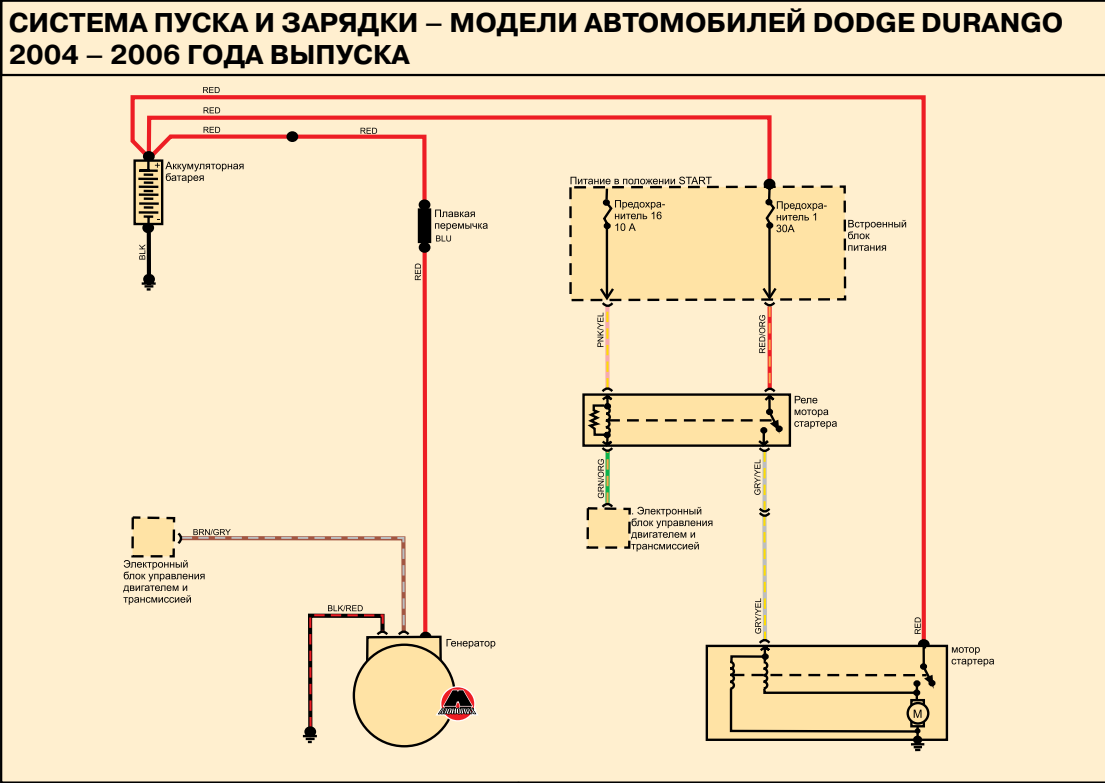 СИСТЕМА ПУСКА И ЗАРЯДКИ – МОДЕЛИ АВТОМОБИЛЕЙ DODGE DURANGO
2004 – 2006 ГОДА ВЫПУСКА
RED
RED
RED
RED
+
Аккумуляторная
батарея
-
BLK
Плавкая
перемычка
BLU
RED
Питание в положении START
Предохра-
нитель 16
10 А
Предохра-
нитель 1
30А
Встроенный
блок
питания
PNK/YEL
RED/ORG
Реле
мотора
стартера
GRN/ORG
GRY/YEL
. Электронный
блок управления
двигателем и
трансмиссией
BRN/GRY
Электронный
блок управления
двигателем и
трансмиссией
BLK/RED
Генератор
GRY/YEL
RED
мотор
стартера
M